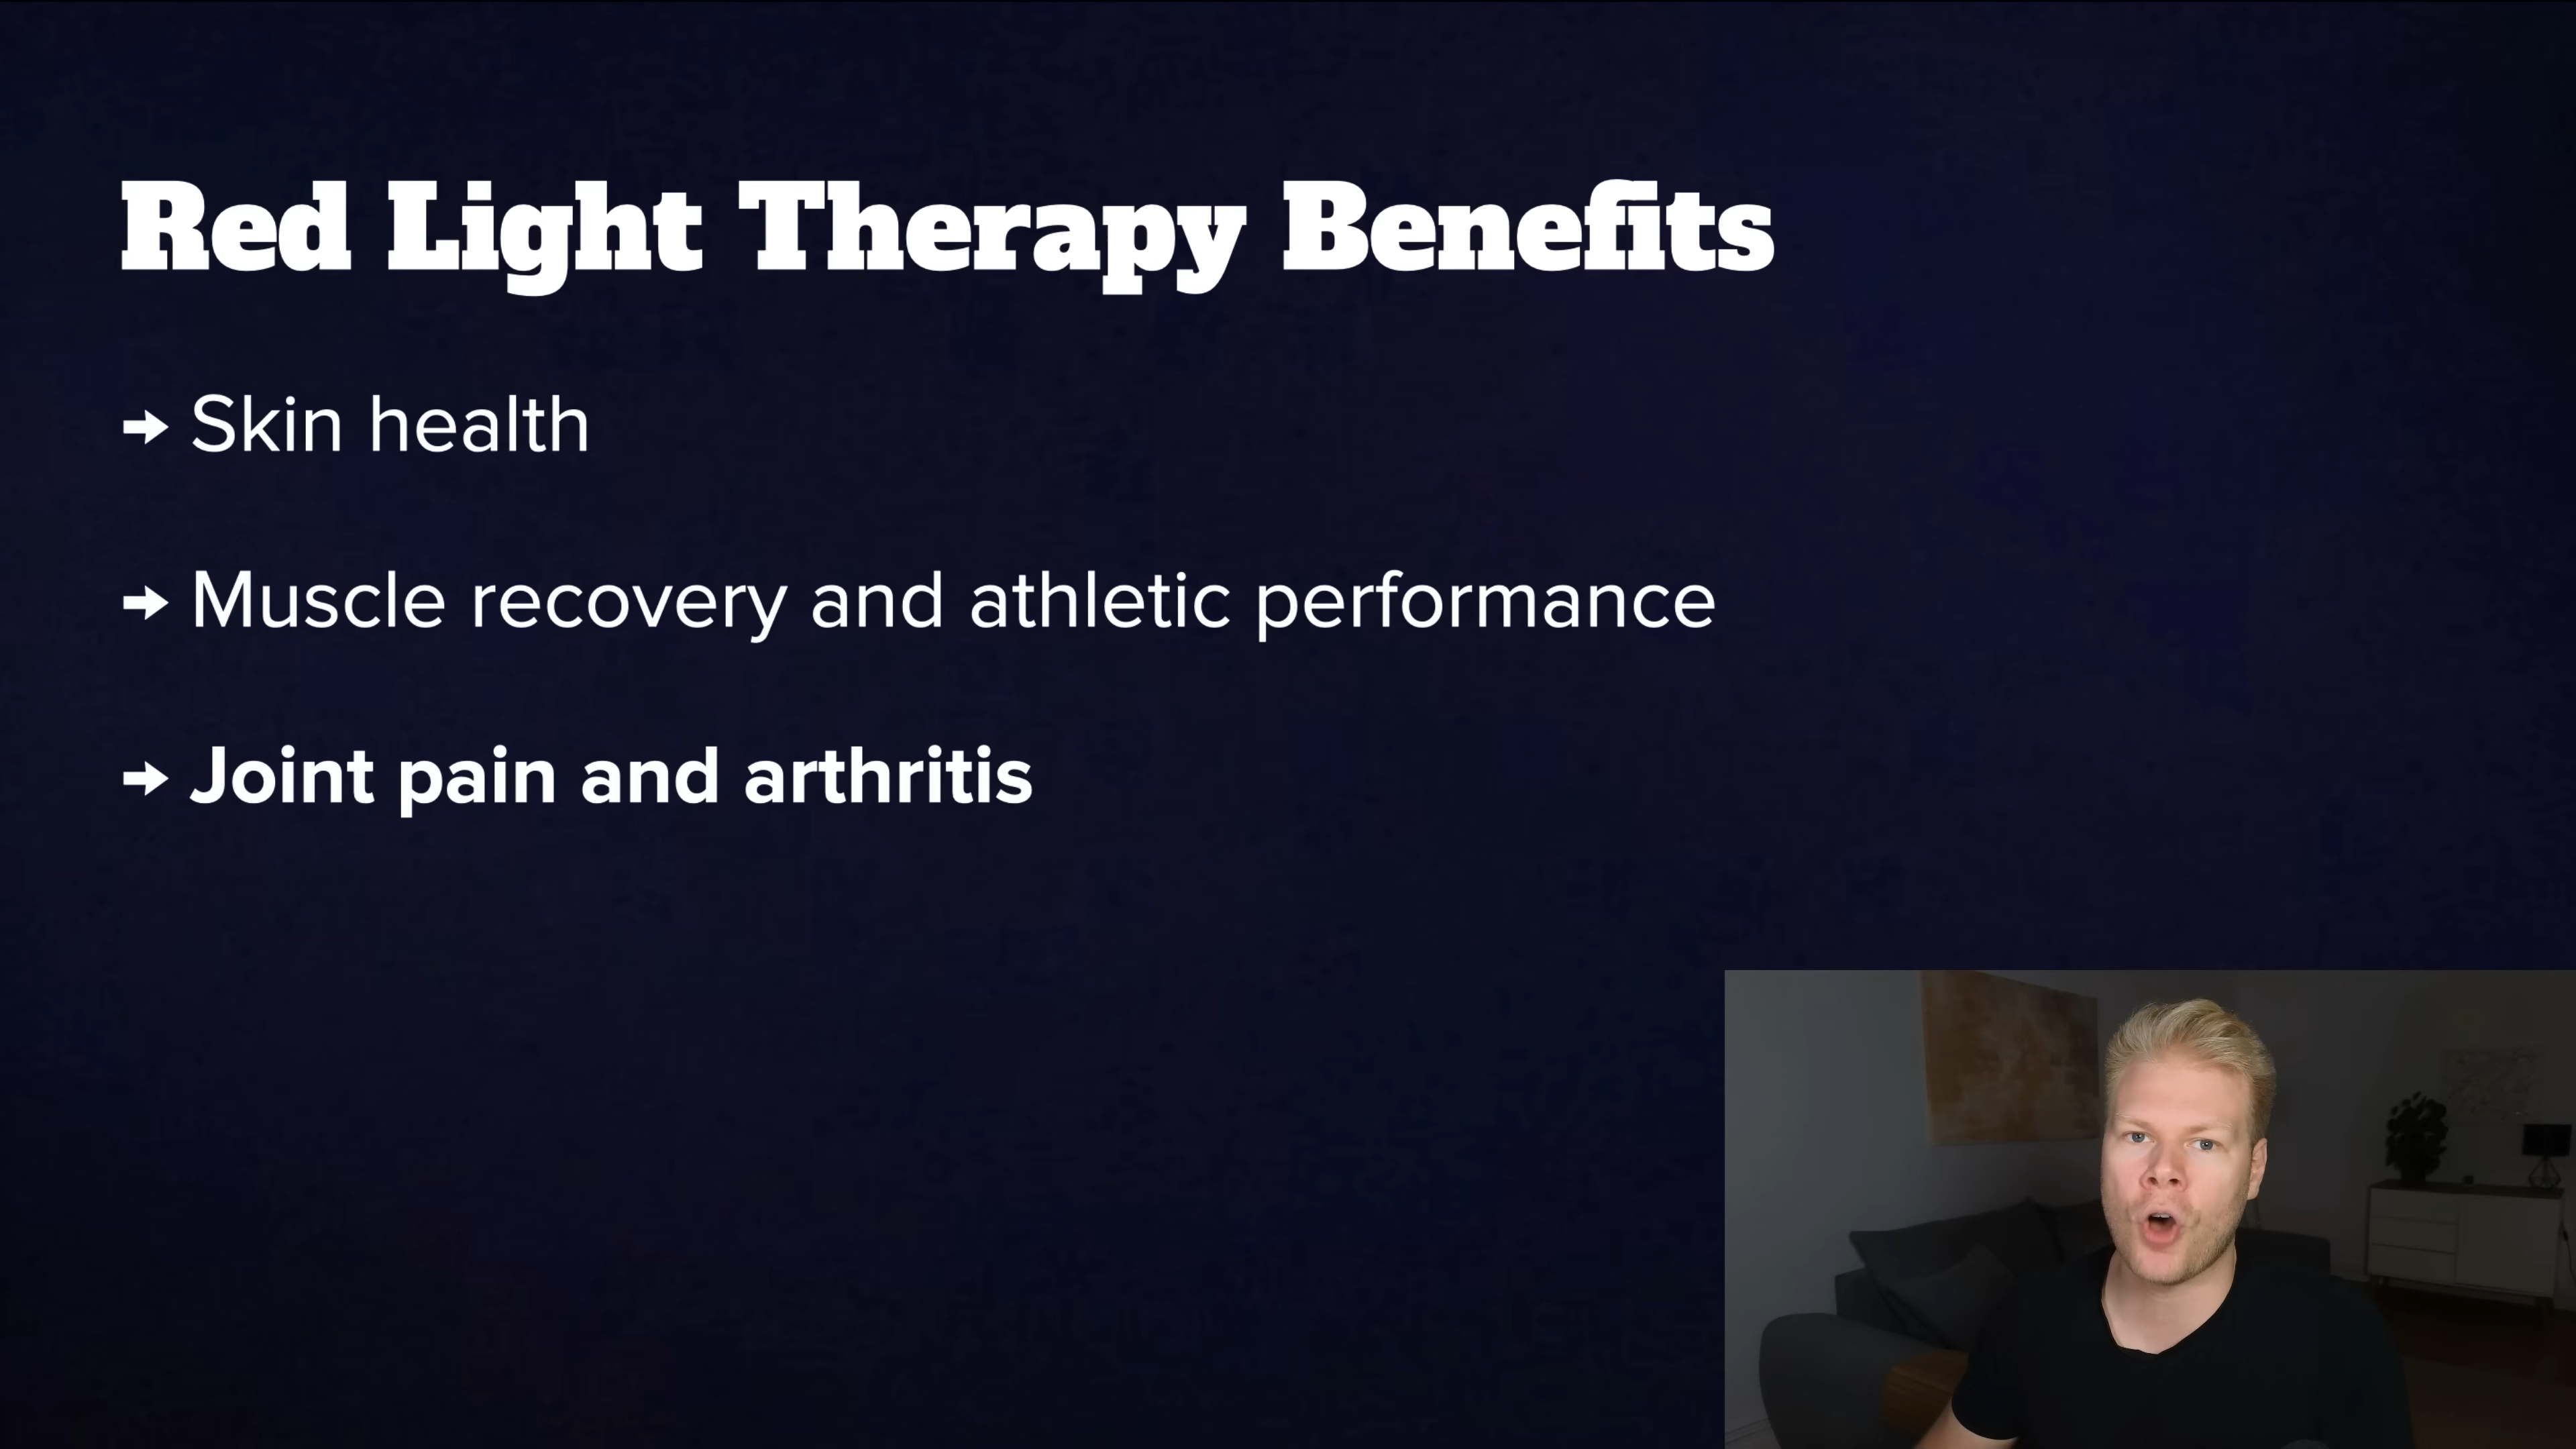 Red Light Therapy Benefits
Skin health
Muscle recovery and athletic performance
Joint pain and arthritis